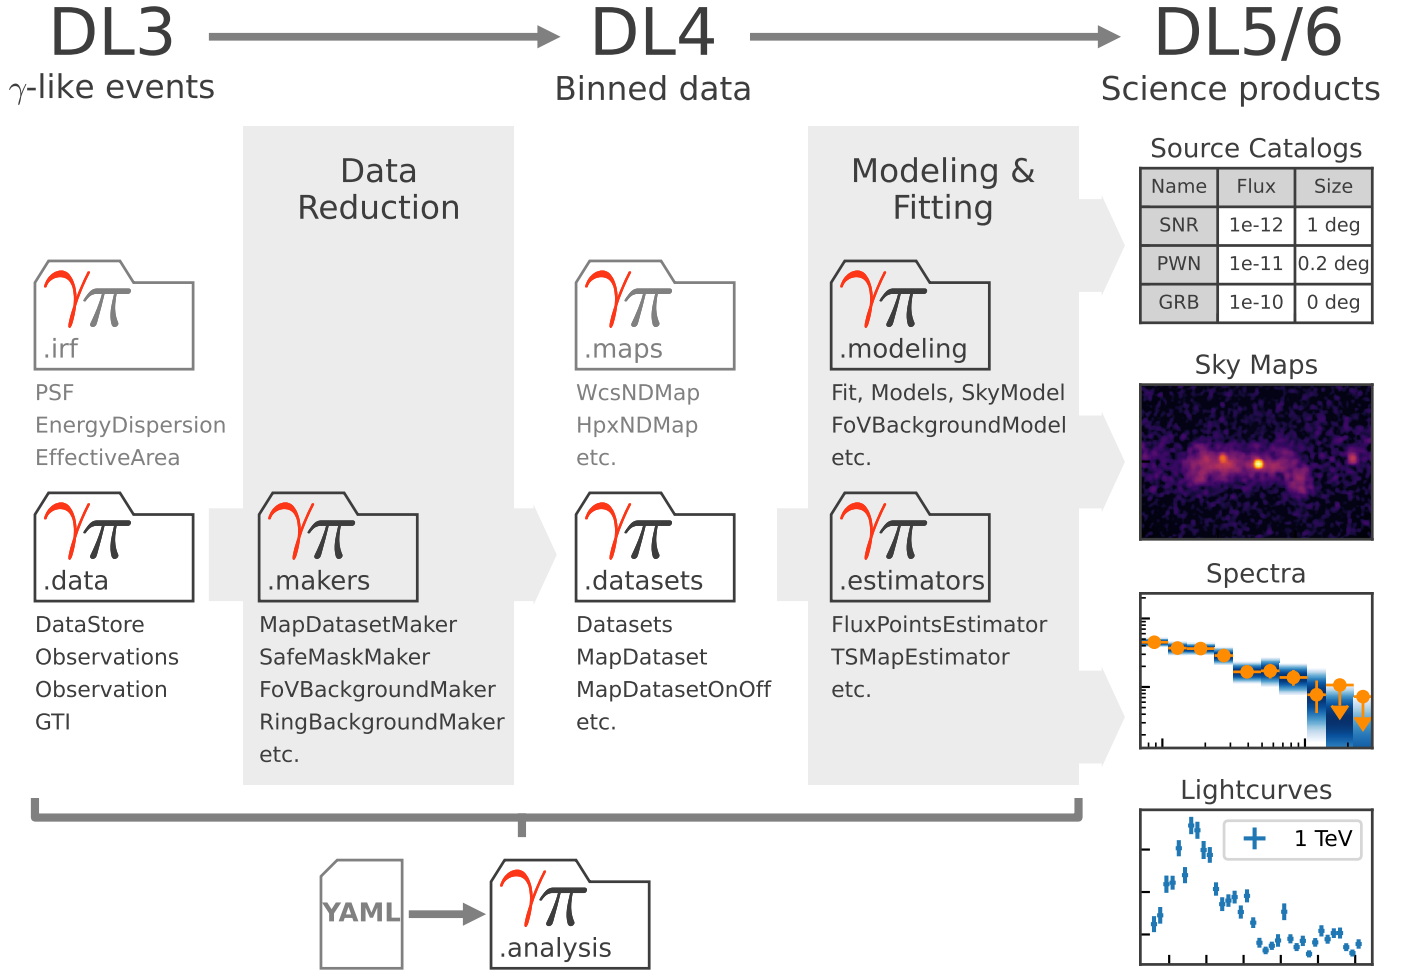 DL3
DL4
DL5/6
γ-like events
Binned data
Science products
Data
Reduction
Modeling &
Fitting
γπ
.irf
PSF
EnergyDispersion
EffectiveArea
γπ
.data
DataStore
Observations
Observation
GTI
γπ
.makers
MapDatasetMaker
SafeMaskMaker
FoVBackgroundMaker
RingBackgroundMaker
etc.
γπ
.maps
WcsNDMap
HpxNDMap
etc.
γπ
.datasets
Datasets
MapDataset
MapDatasetOnOff
etc.
γπ
.modeling
Fit, Models, SkyModel
FoVBackgroundModel
etc.
γπ
.estimators
FluxPointsEstimator
TSMapEstimator
etc.
Source Catalogs
Name Flux Size
SNR 1e-12 1 deg
PWN 1e-11 0.2 deg
GRB 1e-10 0 deg
Sky Maps
Spectra
Lightcurves
1 TeV
YAML
γπ
.analysis